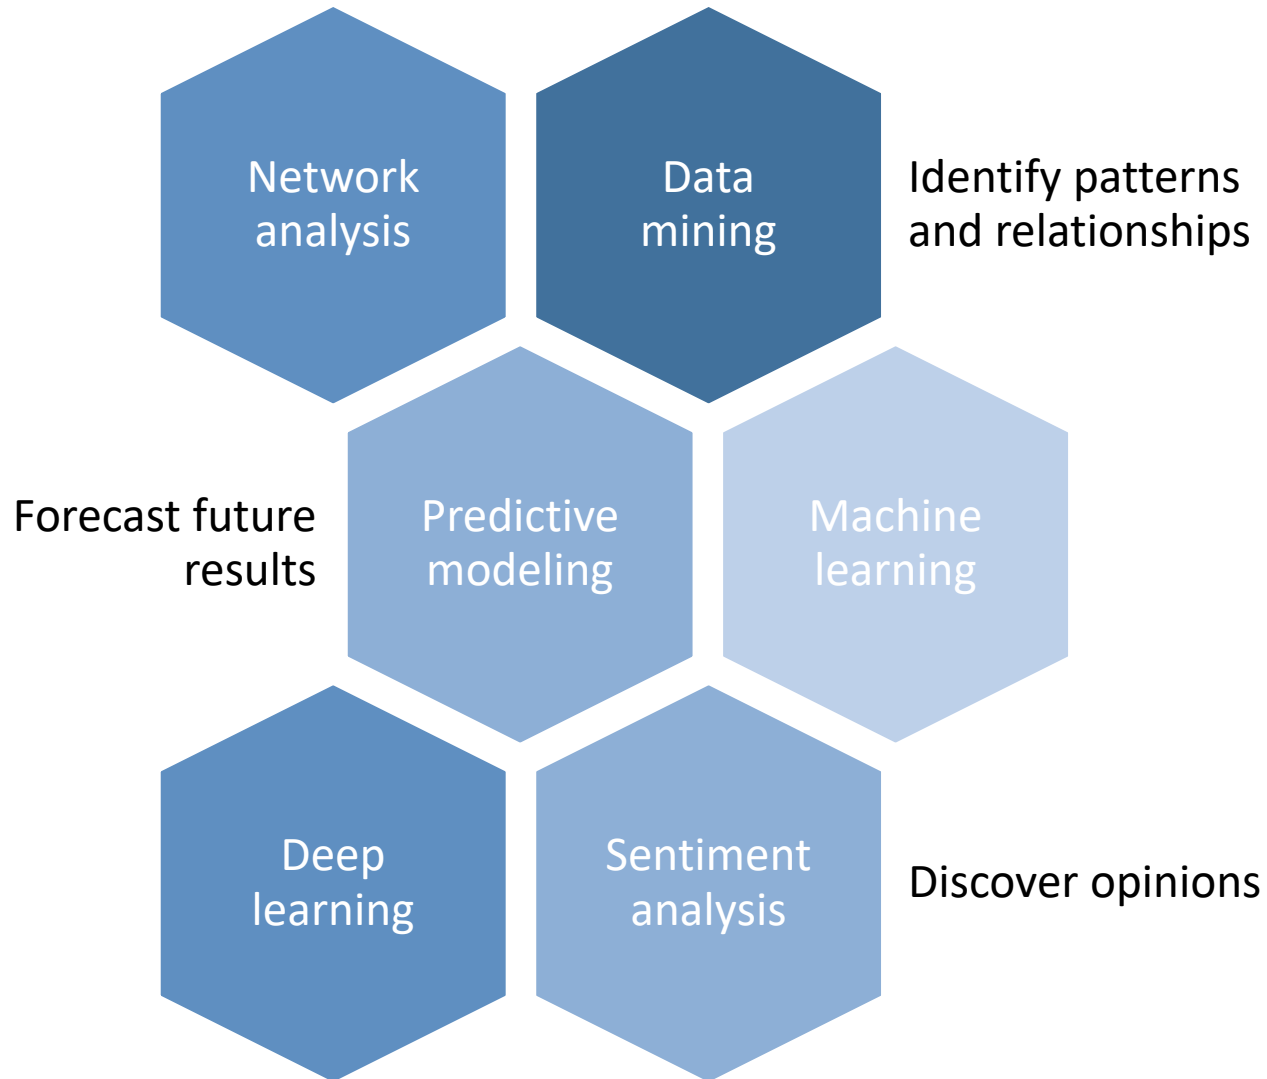 Network
analysis
Data
mining
Identify patterns
and relationships
Forecast future
results
Predictive
modeling
Machine
learning
Deep
learning
Sentiment
analysis
Discover opinions